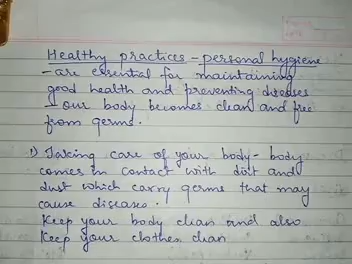 Healthy practices - personal hygiene
- are essential for maintaining
good health and preventing diseases
- our body becomes clean and free
from germs.
1) Taking care of your body - body
comes in contact with dirt and
dust which carry germs that may
cause diseases.
Keep your body clean and also
Keep your clothes clean